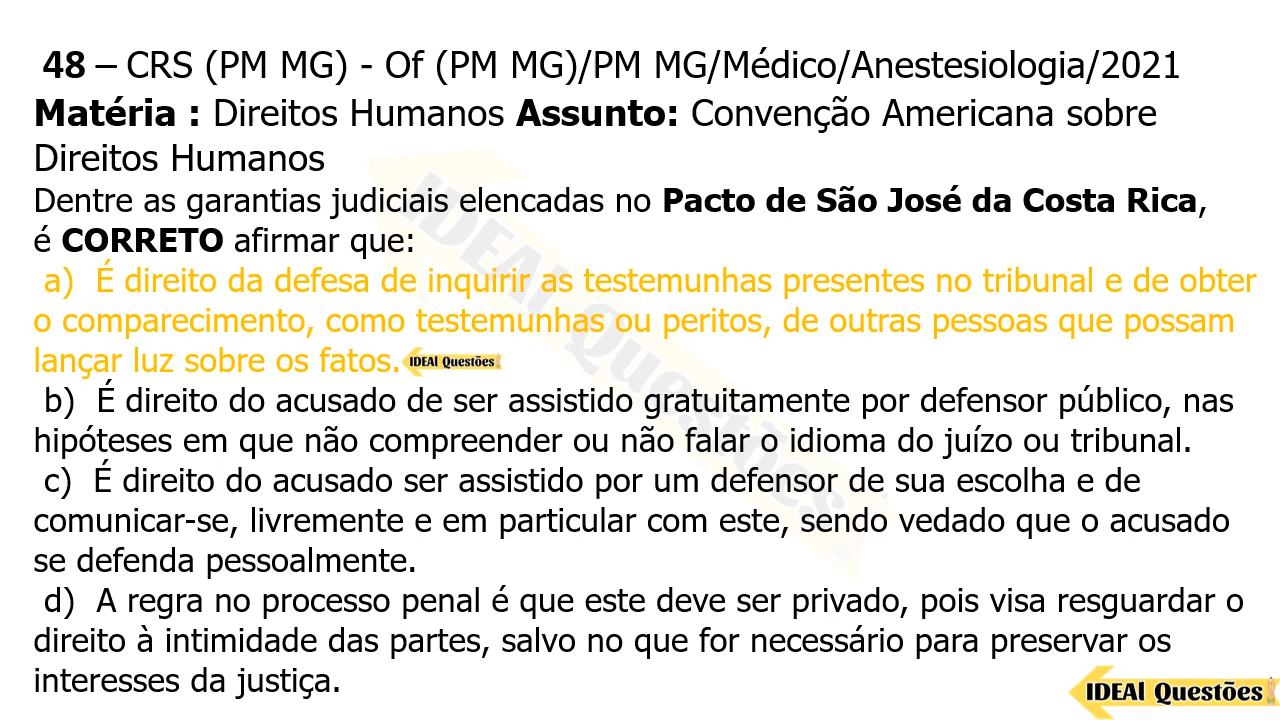 48 – CRS (PM MG) - Of (PM MG)/PM MG/Médico/Anestesiologia/2021
Matéria : Direitos Humanos Assunto: Convenção Americana sobre
Direitos Humanos
Dentre as garantias judiciais elencadas no Pacto de São José da Costa Rica,
é CORRETO afirmar que:
a) É direito da defesa de inquirir as testemunhas presentes no tribunal e de obter
o comparecimento, como testemunhas ou peritos, de outras pessoas que possam
lançar luz sobre os fatos. IDEAl Questões
b) É direito do acusado de ser assistido gratuitamente por defensor público, nas
hipóteses em que não compreender ou não falar o idioma do juízo ou tribunal.
c) É direito do acusado ser assistido por um defensor de sua escolha e de
comunicar-se, livremente e em particular com este, sendo vedado que o acusado
se defenda pessoalmente.
d) A regra no processo penal é que este deve ser privado, pois visa resguardar o
direito à intimidade das partes, salvo no que for necessário para preservar os
interesses da justiça.
IDEAl Questões
IDEAl Questões